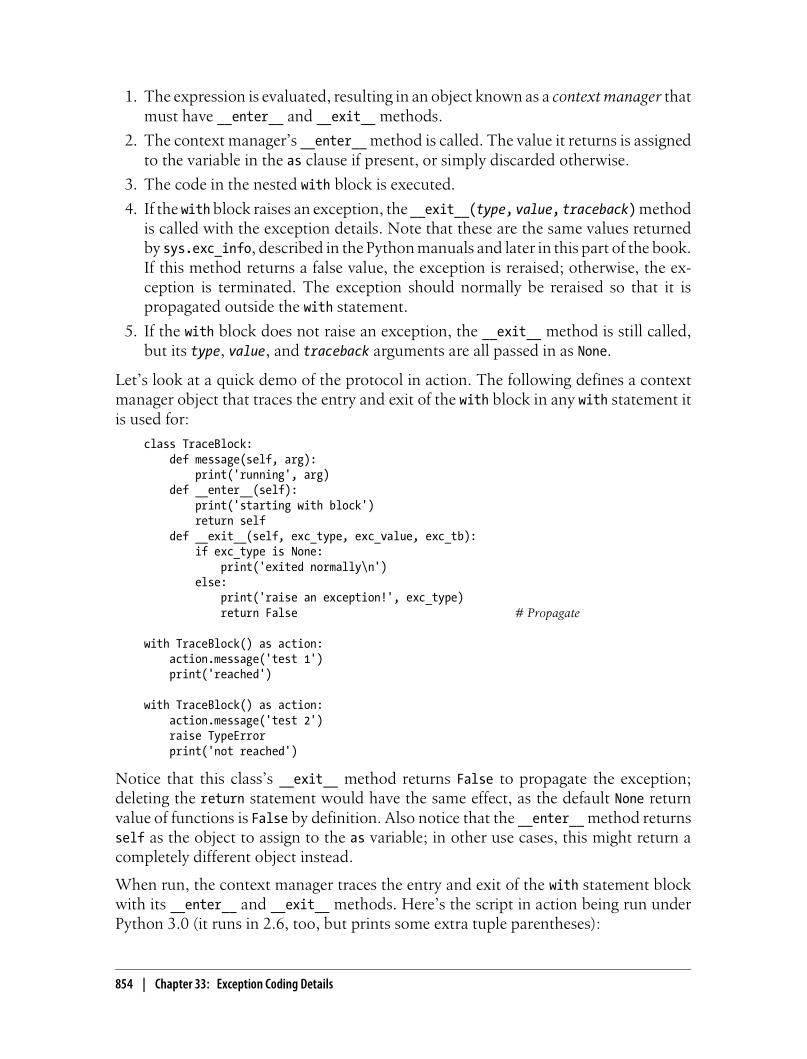 1. The expression is evaluated, resulting in an object known as a context manager that
must have __enter__ and __exit__ methods.
2. The context manager's __enter__ method is called. The value it returns is assigned
to the variable in the as clause if present, or simply discarded otherwise.
3. The code in the nested with block is executed.
4. If the with block raises an exception, the __exit__(type, value, traceback) method
is called with the exception details. Note that these are the same values returned
by sys.exc_info, described in the Python manuals and later in this part of the book.
If this method returns a false value, the exception is reraised; otherwise, the ex-
ception is terminated. The exception should normally be reraised so that it is
propagated outside the with statement.
5. If the with block does not raise an exception, the __exit__ method is still called,
but its type, value, and traceback arguments are all passed in as None.
Let's look at a quick demo of the protocol in action. The following defines a context
manager object that traces the entry and exit of the with block in any with statement it
is used for:
class TraceBlock:
    def message(self, arg):
        print('running', arg)
    def __enter__(self):
        print('starting with block')
        return self
    def __exit__(self, exc_type, exc_value, exc_tb):
        if exc_type is None:
            print('exited normally\n')
        else:
            print('raise an exception!', exc_type)
            return False # Propagate
with TraceBlock() as action:
    action.message('test 1')
    print('reached')
with TraceBlock() as action:
    action.message('test 2')
    raise TypeError
    print('not reached')
Notice that this class's __exit__ method returns False to propagate the exception;
deleting the return statement would have the same effect, as the default None return
value of functions is False by definition. Also notice that the __enter__ method returns
self as the object to assign to the as variable; in other use cases, this might return a
completely different object instead.
When run, the context manager traces the entry and exit of the with statement block
with its __enter__ and __exit__ methods. Here's the script in action being run under
Python 3.0 (it runs in 2.6, too, but prints some extra tuple parentheses):
854 | Chapter 33: Exception Coding Details